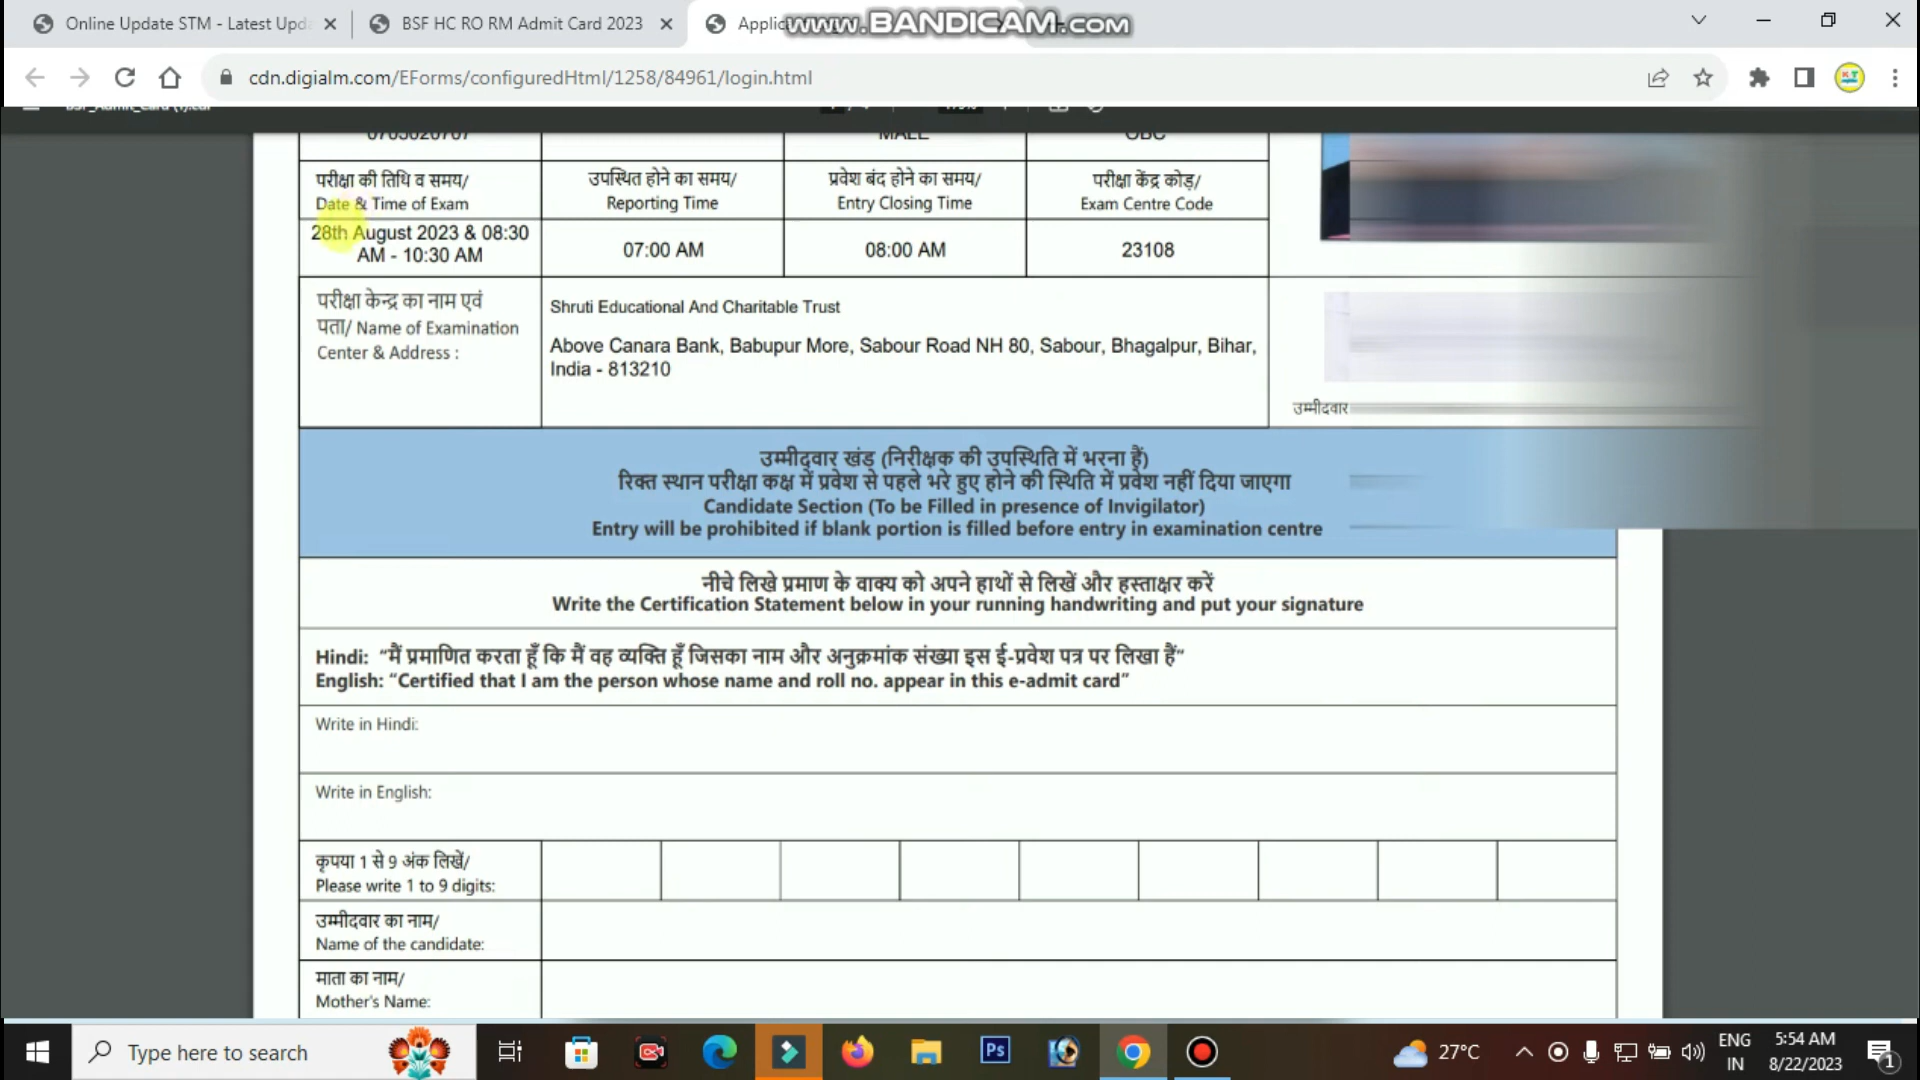 Online Update STM - Latest Upd
BSF HC RO RM Admit Card 2023
Applic
www.BANDICAM.com
cdn.digialm.com/EForms/configuredHtml/1258/84961/login.html
MALE
OBC
परीक्षा की तिथि व समय/
Date & Time of Exam
उपस्थित होने का समय/
Reporting Time
प्रवेश बंद होने का समय/
Entry Closing Time
परीक्षा केंद्र कोड़/
Exam Centre Code
28th August 2023 & 08:30
AM - 10:30 AM
07:00 AM
08:00 AM
23108
परीक्षा केन्द्र का नाम एवं
पता/ Name of Examination
Center & Address :
Shruti Educational And Charitable Trust
Above Canara Bank, Babupur More, Sabour Road NH 80, Sabour, Bhagalpur, Bihar,
India - 813210
उम्मीदवार
उम्मीदवार खंड (निरीक्षक की उपस्थिति में भरना हैं)
रिक्त स्थान परीक्षा कक्ष में प्रवेश से पहले भरे हुए होने की स्थिति में प्रवेश नहीं दिया जाएगा
Candidate Section (To be Filled in presence of Invigilator)
Entry will be prohibited if blank portion is filled before entry in examination centre
नीचे लिखे प्रमाण के वाक्य को अपने हाथों से लिखें और हस्ताक्षर करें
Write the Certification Statement below in your running handwriting and put your signature
Hindi: “मैं प्रमाणित करता हूँ कि मैं वह व्यक्ति हूँ जिसका नाम और अनुक्रमांक संख्या इस ई-प्रवेश पत्र पर लिखा हैं”
English: “Certified that I am the person whose name and roll no. appear in this e-admit card”
Write in Hindi:
Write in English:
कृपया 1 से 9 अंक लिखें/
Please write 1 to 9 digits:
उम्मीदवार का नाम/
Name of the candidate:
माता का नाम/
Mother's Name:
Type here to search
Ps
27°C
ENG
IN
5:54 AM
8/22/2023
1